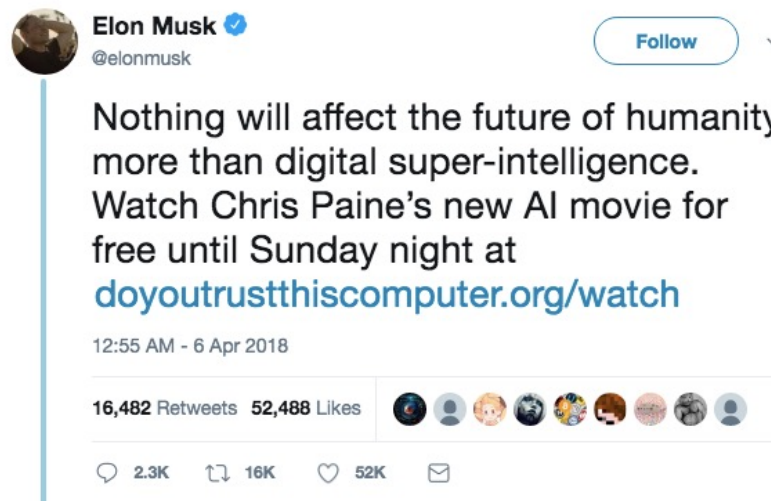 Elon Musk
@elonmusk
Follow
Nothing will affect the future of humanity
more than digital super-intelligence.
Watch Chris Paine’s new AI movie for
free until Sunday night at
doyoutrustthiscomputer.org/watch
12:55 AM - 6 Apr 2018
16,482 Retweets 52,488 Likes
2.3K 16K 52K